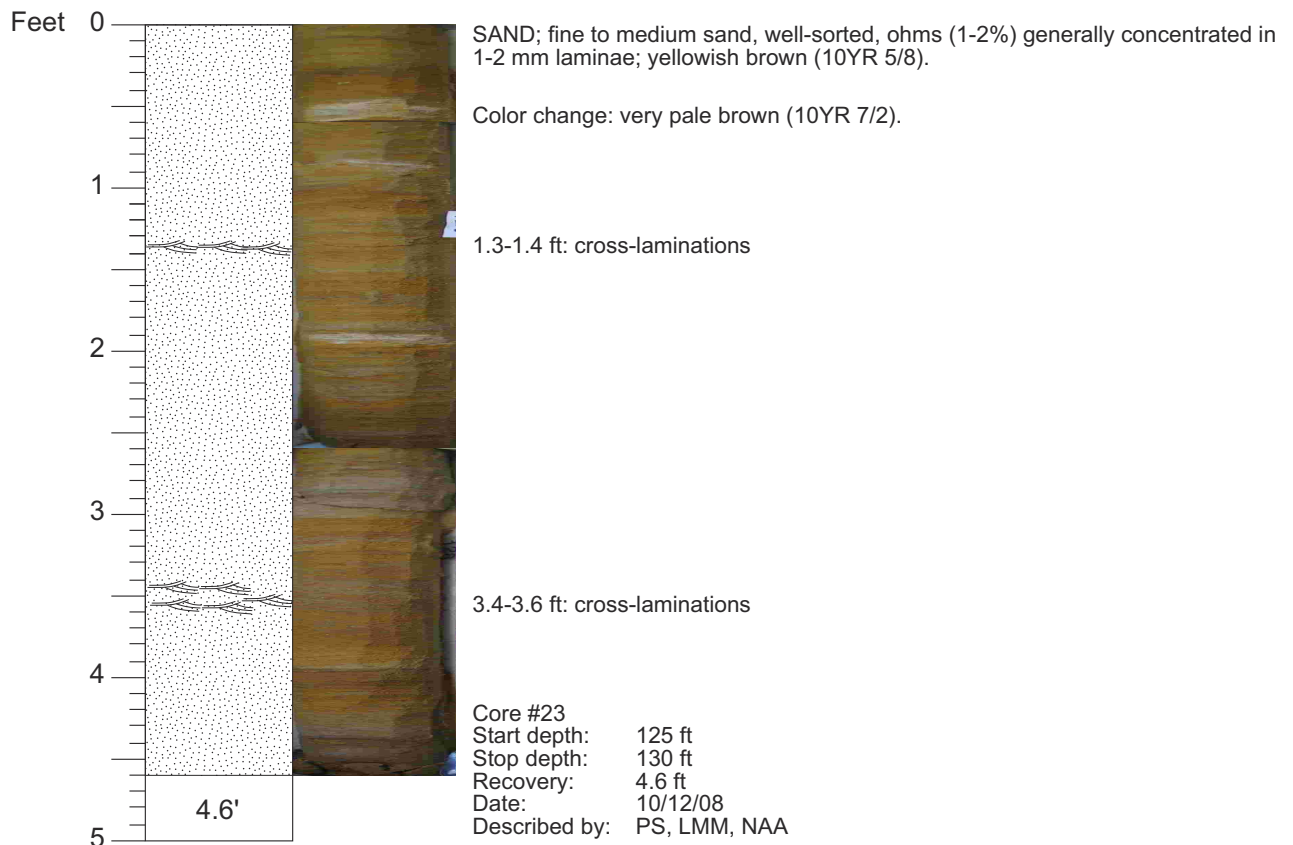 Feet 0
SAND; fine to medium sand, well-sorted, ohms (1-2%) generally concentrated in
1-2 mm laminae; yellowish brown (10YR 5/8).
Color change: very pale brown (10YR 7/2).
1
1.3-1.4 ft: cross-laminations
2
3
3.4-3.6 ft: cross-laminations
4
Core #23
Start depth: 125 ft
Stop depth: 130 ft
Recovery: 4.6 ft
Date: 10/12/08
Described by: PS, LMM, NAA
4.6'
5